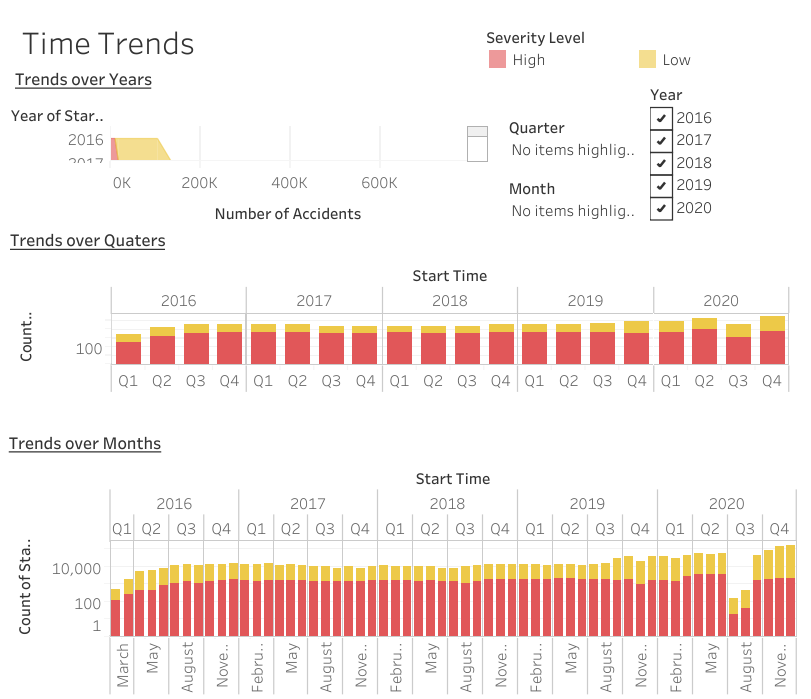 Time Trends
Severity Level
High
Low
Trends over Years
Year
2016
2017
2018
2019
2020
Year of Star..
2016
2017
0K
200K
400K
600K
Number of Accidents
Quarter
No items highlig..
Month
No items highlig..
Trends over Quaters
Start Time
2016 2017 2018 2019 2020
Count..
100
Q1 Q2 Q3 Q4 Q1 Q2 Q3 Q4 Q1 Q2 Q3 Q4 Q1 Q2 Q3 Q4 Q1 Q2 Q3 Q4
Trends over Months
Start Time
2016 2017 2018 2019 2020
Q1 Q2 Q3 Q4 Q1 Q2 Q3 Q4 Q1 Q2 Q3 Q4 Q1 Q2 Q3 Q4 Q1 Q2 Q3 Q4
Count of Sta..
10,000
100
1
March May August Nove.. Febru.. May August Nove.. Febru.. May August Nove.. Febru.. May August Nove.. Febru.. May August Nove..